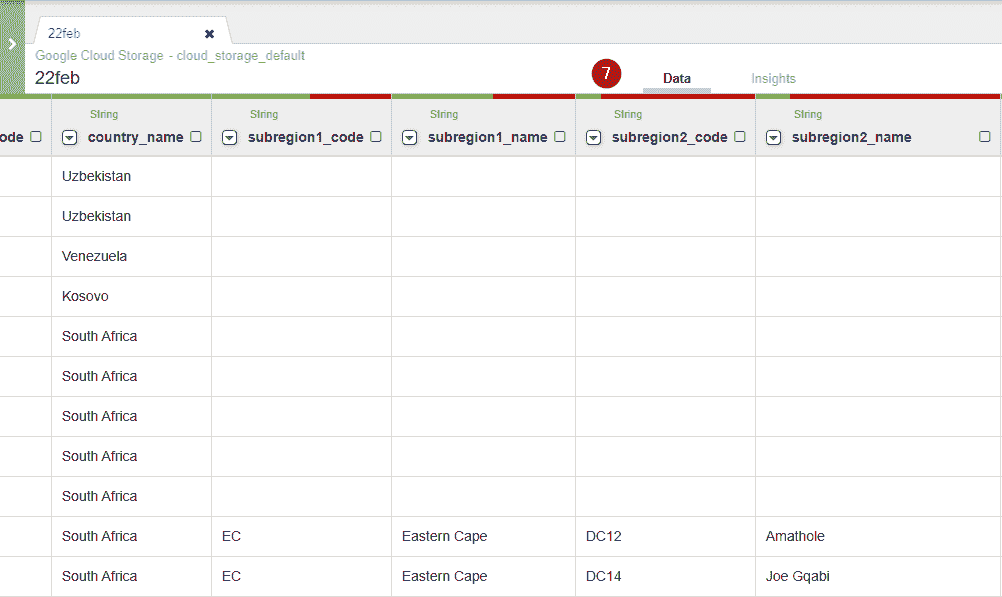 22feb
Google Cloud Storage - cloud_storage_default
22feb
7 Data Insights
String String String String String
ode country_name subregion1_code subregion1_name subregion2_code subregion2_name
Uzbekistan
Uzbekistan
Venezuela
Kosovo
South Africa
South Africa
South Africa
South Africa
South Africa
South Africa EC Eastern Cape DC12 Amathole
South Africa EC Eastern Cape DC14 Joe Gqabi